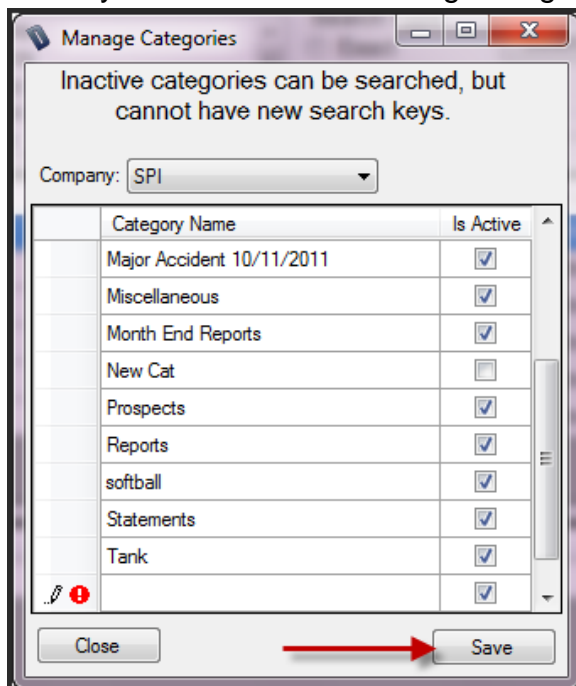 Manage Categories
Inactive categories can be searched, but
cannot have new search keys.
Company: SPI
Category Name Is Active
Major Accident 10/11/2011
Miscellaneous
Month End Reports
New Cat
Prospects
Reports
softball
Statements
Tank
Close Save